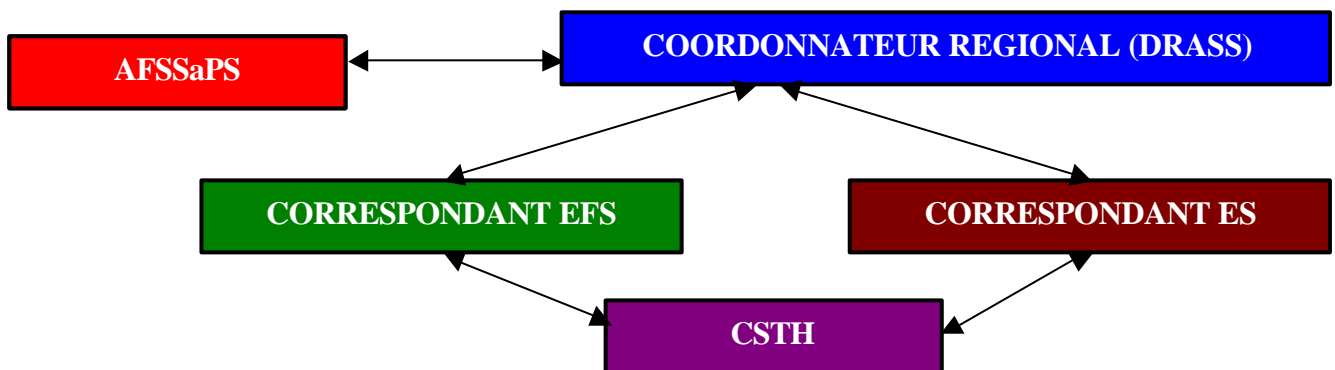 AFSSaPS
COORDONNATEUR REGIONAL (DRASS)
CORRESPONDANT EFS
CORRESPONDANT ES
CSTH